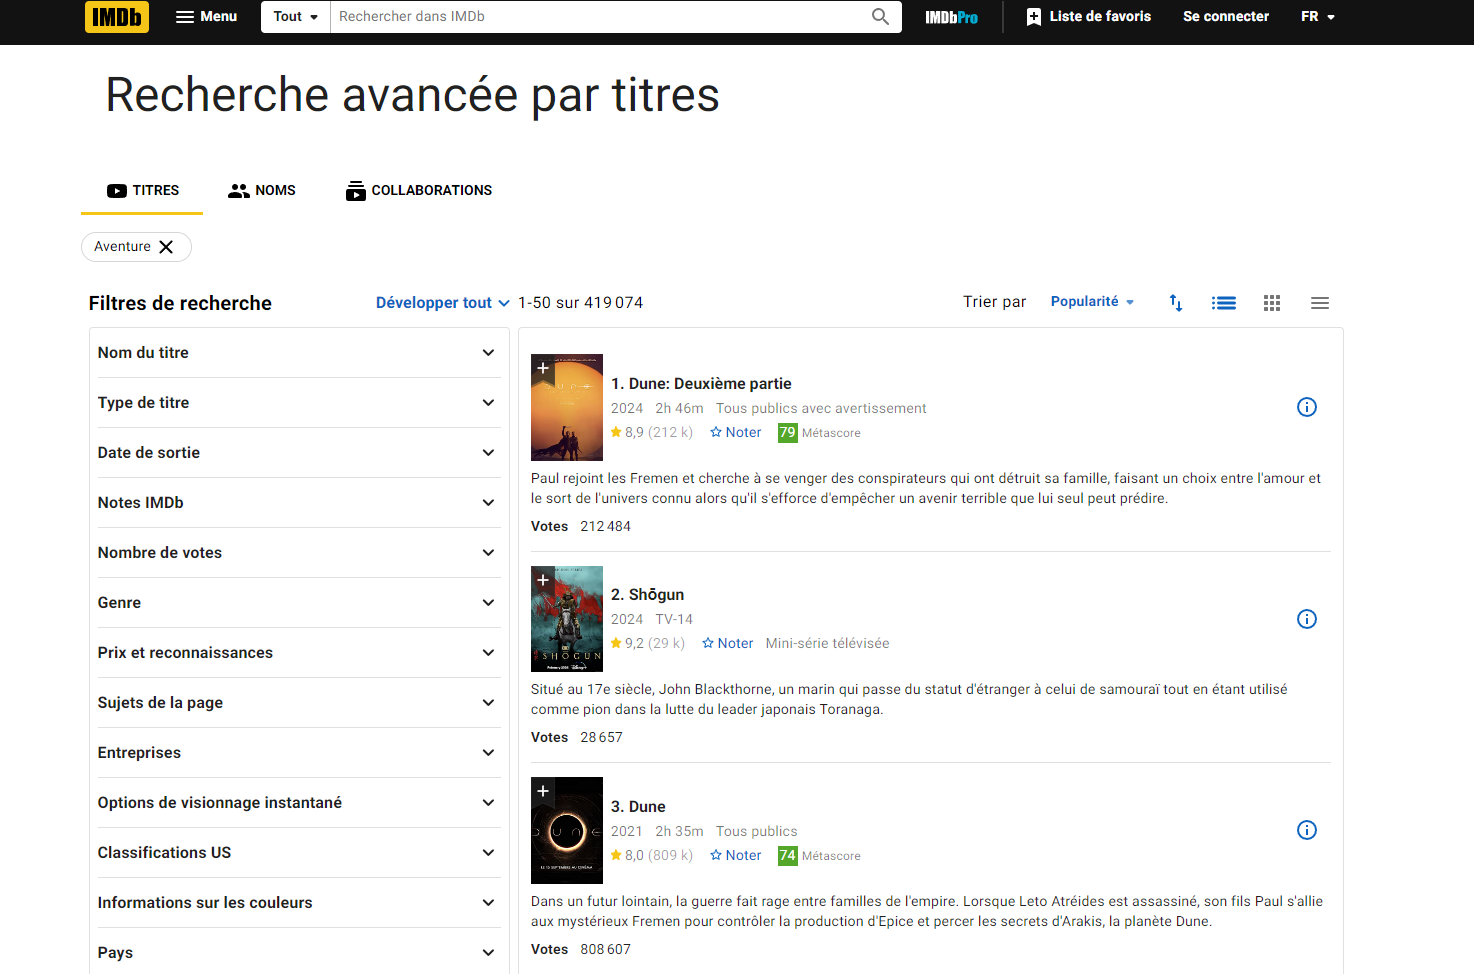 IMDb Menu Tout Rechercher dans IMDb IMDbPro Liste de favoris Se connecter FR
Recherche avancée par titres
TITRES NOMS COLLABORATIONS
Aventure
Filtres de recherche Développer tout 1-50 sur 419 074 Trier par Popularité
Nom du titre
Type de titre
Date de sortie
Notes IMDb
Nombre de votes
Genre
Prix et reconnaissances
Sujets de la page
Entreprises
Options de visionnage instantané
Classifications US
Informations sur les couleurs
Pays
DUNE
1. Dune: Deuxième partie
2024 2h 46m Tous publics avec avertissement
8,9 (212 k) Noter 79 Métascore
Paul rejoint les Fremen et cherche à se venger des conspirateurs qui ont détruit sa famille, faisant un choix entre l'amour et
le sort de l'univers connu alors qu'il s'efforce d'empêcher un avenir terrible que lui seul peut prédire.
Votes 212 484
SHŌGUN
2. Shōgun
2024 TV-14
9,2 (29 k) Noter Mini-série télévisée
Situé au 17e siècle, John Blackthorne, un marin qui passe du statut d'étranger à celui de samouraï tout en étant utilisé
comme pion dans la lutte du leader japonais Toranaga.
Votes 28 657
DUNE
LE 15 SEPTEMBRE AU CINÉMA
3. Dune
2021 2h 35m Tous publics
8,0 (809 k) Noter 74 Métascore
Dans un futur lointain, la guerre fait rage entre familles de l'empire. Lorsque Leto Atréides est assassiné, son fils Paul s'allie
aux mystérieux Fremen pour contrôler la production d'Epice et percer les secrets d'Arakis, la planète Dune.
Votes 808 607